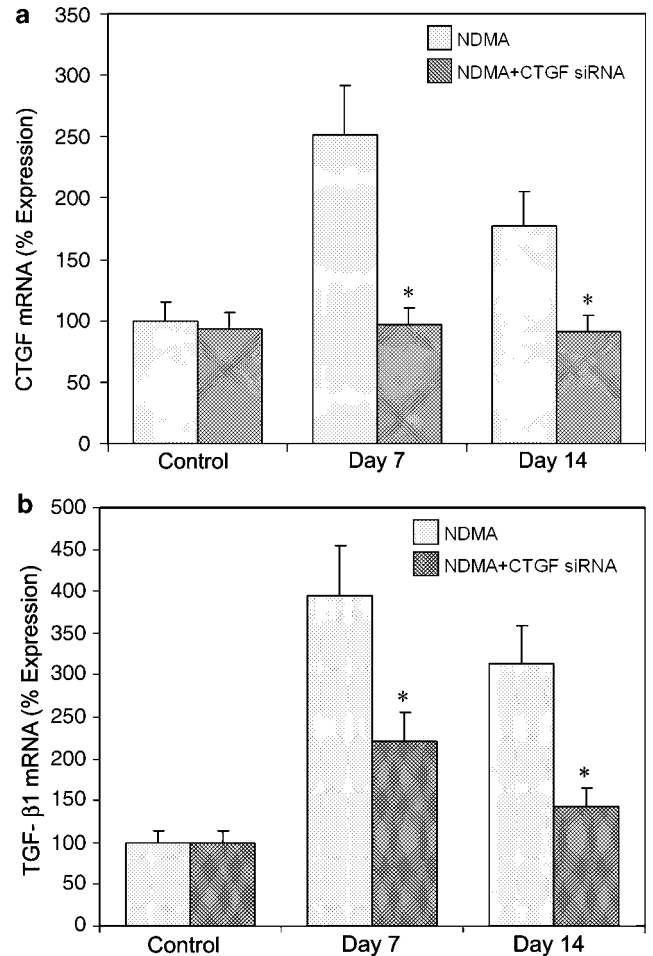 a
350
300
250
200
150
100
50
0
CTGF mRNA (% Expression)
NDMA
NDMA+CTGF siRNA
*
*
Control
Day 7
Day 14
b
500
450
400
350
300
250
200
150
100
50
0
TGF- β1 mRNA (% Expression)
NDMA
NDMA+CTGF siRNA
*
*
Control
Day 7
Day 14